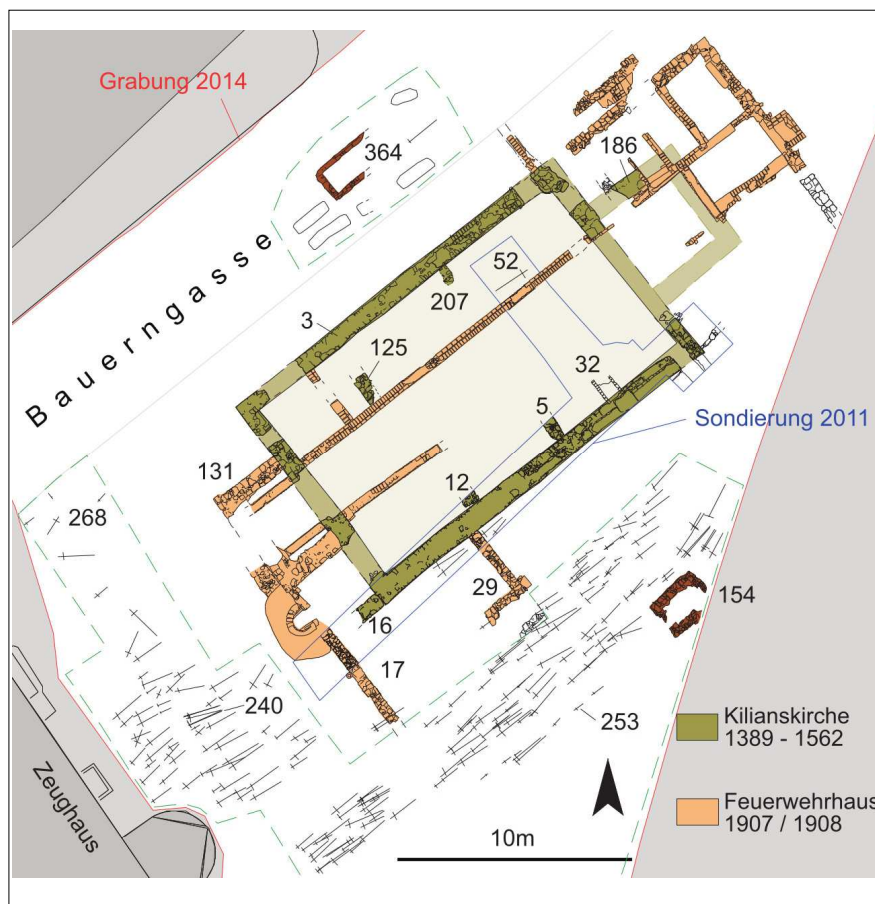 Grabung 2014
364
186
Bauerngasse
52
207
3
125
32
5
Sondierung 2011
131
12
268
29
154
16
17
240
253
Kilianskirche
1389 - 1562
Zeughaus
Feuerwehrhaus
1907 / 1908
10m